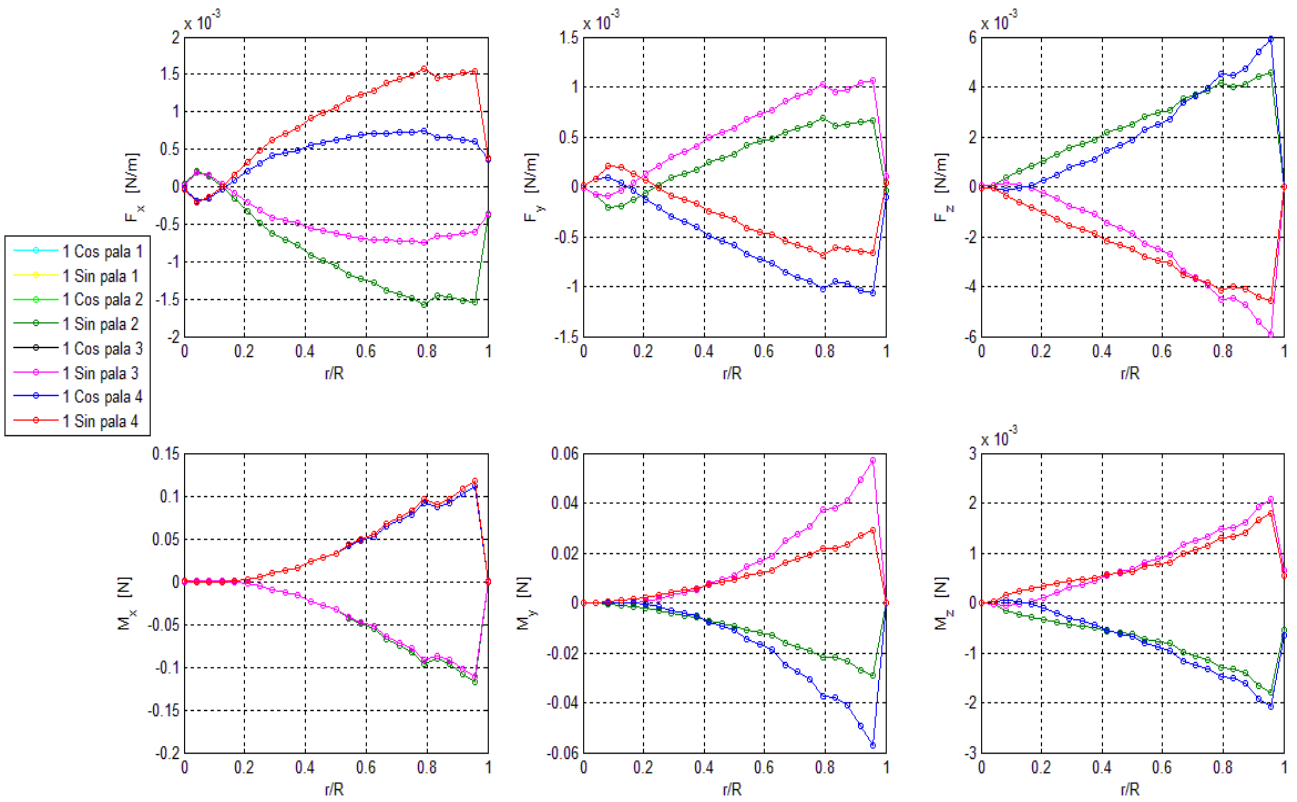 x 10^-3
2
1.5
1
0.5
0
-0.5
-1
-1.5
-2
F_x [N/m]
0 0.2 0.4 0.6 0.8 1
r/R
x 10^-3
1.5
1
0.5
0
-0.5
-1
-1.5
F_y [N/m]
0 0.2 0.4 0.6 0.8 1
r/R
x 10^-3
6
4
2
0
-2
-4
-6
F_z [N/m]
0 0.2 0.4 0.6 0.8 1
r/R
1 Cos pala 1
1 Sin pala 1
1 Cos pala 2
1 Sin pala 2
1 Cos pala 3
1 Sin pala 3
1 Cos pala 4
1 Sin pala 4
0.15
0.1
0.05
0
-0.05
-0.1
-0.15
-0.2
M_x [N]
0 0.2 0.4 0.6 0.8 1
r/R
0.06
0.04
0.02
0
-0.02
-0.04
-0.06
M_y [N]
0 0.2 0.4 0.6 0.8 1
r/R
x 10^-3
3
2
1
0
-1
-2
-3
M_z [N]
0 0.2 0.4 0.6 0.8 1
r/R